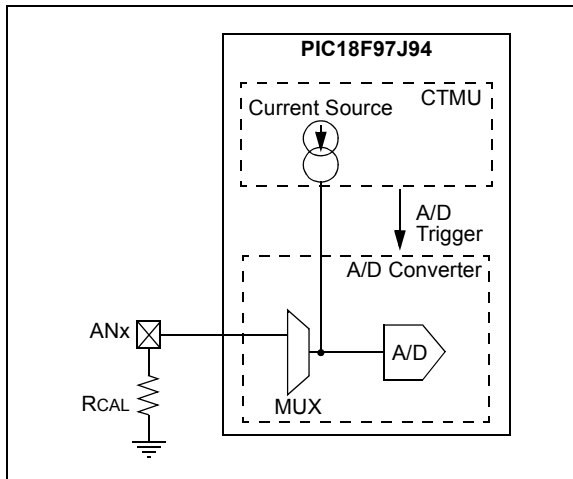 PIC18F97J94
CTMU
Current Source
A/D
Trigger
A/D Converter
ANx
A/D
MUX
RCAL